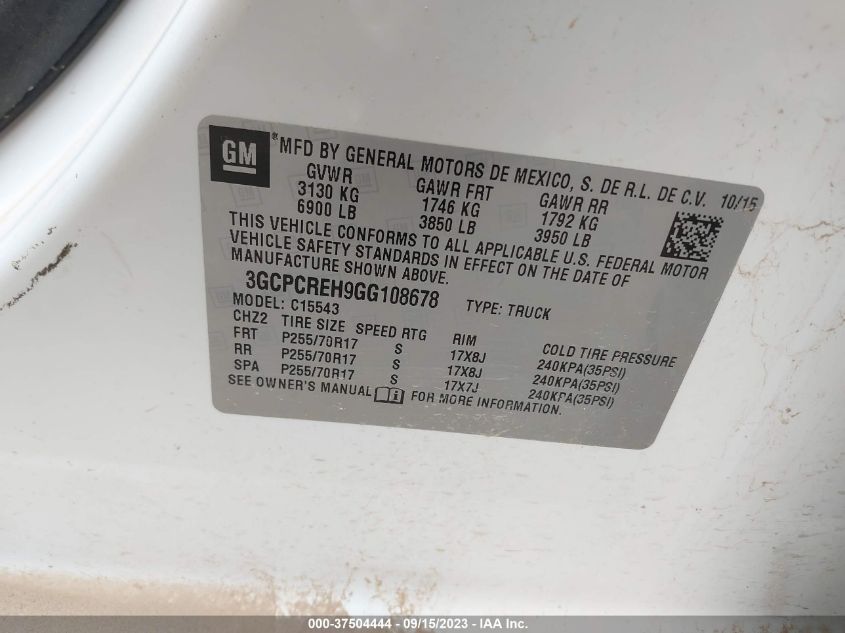 GM ® MFD BY GENERAL MOTORS DE MEXICO, S. DE R.L. DE C.V. 10/15
GVWR GAWR FRT GAWR RR
3130 KG 1746 KG 1792 KG
6900 LB 3850 LB 3950 LB
THIS VEHICLE CONFORMS TO ALL APPLICABLE U.S. FEDERAL MOTOR
VEHICLE SAFETY STANDARDS IN EFFECT ON THE DATE OF
MANUFACTURE SHOWN ABOVE.
3GCPCREH9GG108678 TYPE: TRUCK
MODEL: C15543
CHZ2 TIRE SIZE SPEED RTG RIM COLD TIRE PRESSURE
FRT P255/70R17 S 17X8J 240KPA(35PSI)
RR P255/70R17 S 17X8J 240KPA(35PSI)
SPA P255/70R17 S 17X7J 240KPA(35PSI)
SEE OWNER'S MANUAL FOR MORE INFORMATION.
000-37504444 - 09/15/2023 - IAA Inc.